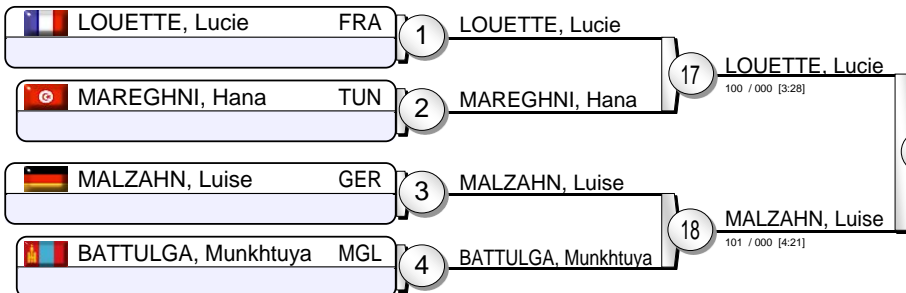 LOUETTE, Lucie FRA
1
LOUETTE, Lucie
17
LOUETTE, Lucie
100 / 000 [3:28]
MAREGHNI, Hana TUN
2
MAREGHNI, Hana
MALZAHN, Luise GER
3
MALZAHN, Luise
18
MALZAHN, Luise
101 / 000 [4:21]
BATTULGA, Munkhtuya MGL
4
BATTULGA, Munkhtuya